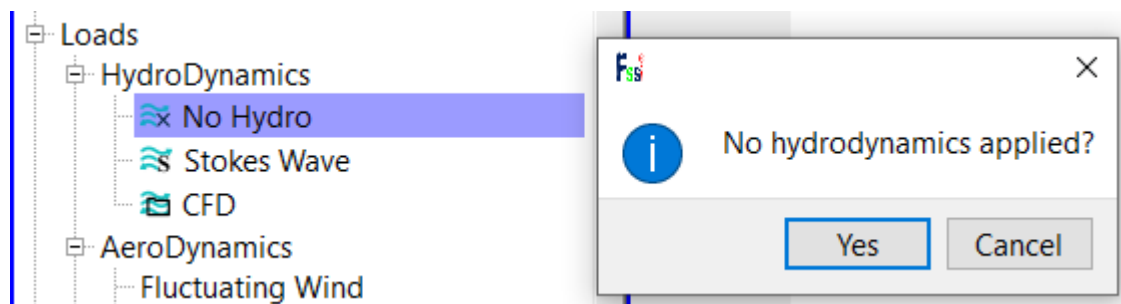 Loads
HydroDynamics
No Hydro
Stokes Wave
CFD
AeroDynamics
Fluctuating Wind
No hydrodynamics applied?
Yes
Cancel